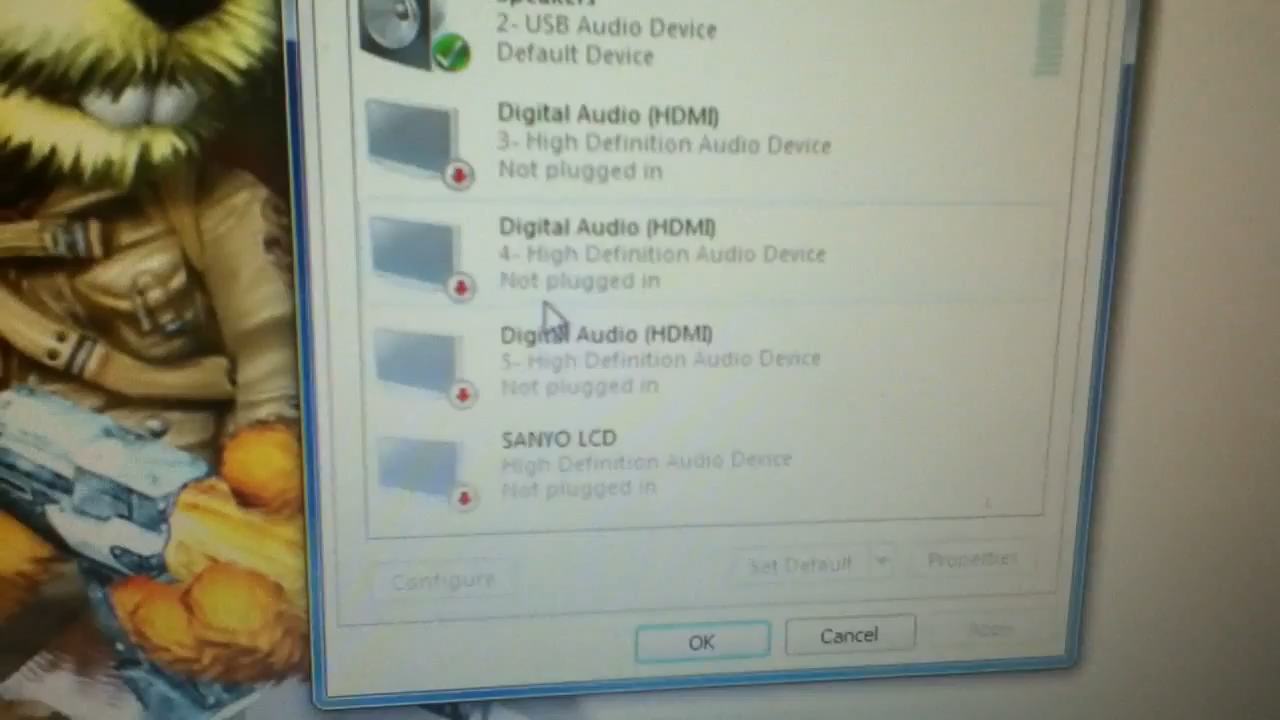 Speakers
2- USB Audio Device
Default Device
Digital Audio (HDMI)
3- High Definition Audio Device
Not plugged in
Digital Audio (HDMI)
4- High Definition Audio Device
Not plugged in
Digital Audio (HDMI)
5- High Definition Audio Device
Not plugged in
SANYO LCD
High Definition Audio Device
Not plugged in
Configure
Set Default
Properties
OK
Cancel
Apply